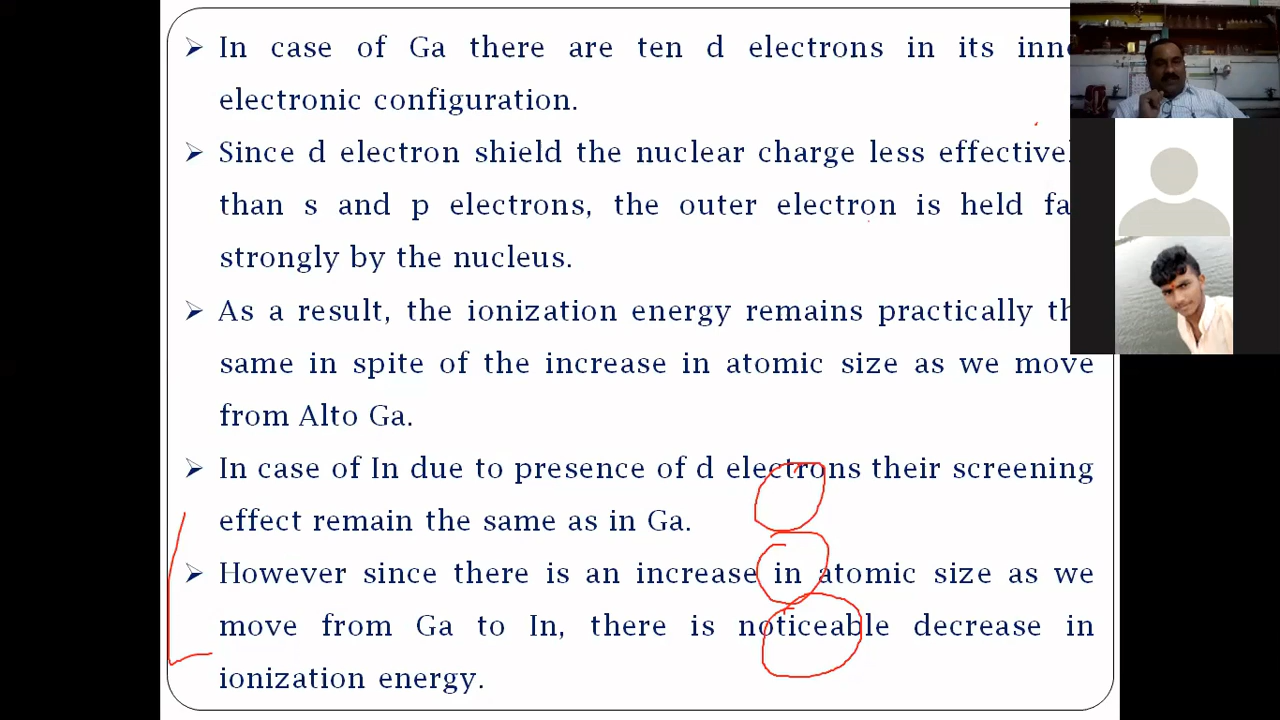 In case of Ga there are ten d electrons in its
electronic configuration.
Since d electron shield the nuclear charge less
than s and p electrons, the outer electron is held
strongly by the nucleus.
As a result, the ionization energy remains practically
same in spite of the increase in atomic size as we move
from Alto Ga.
In case of In due to presence of d electrons their screening
effect remain the same as in Ga.
However since there is an increase in atomic size as we
move from Ga to In, there is noticeable decrease in
ionization energy.